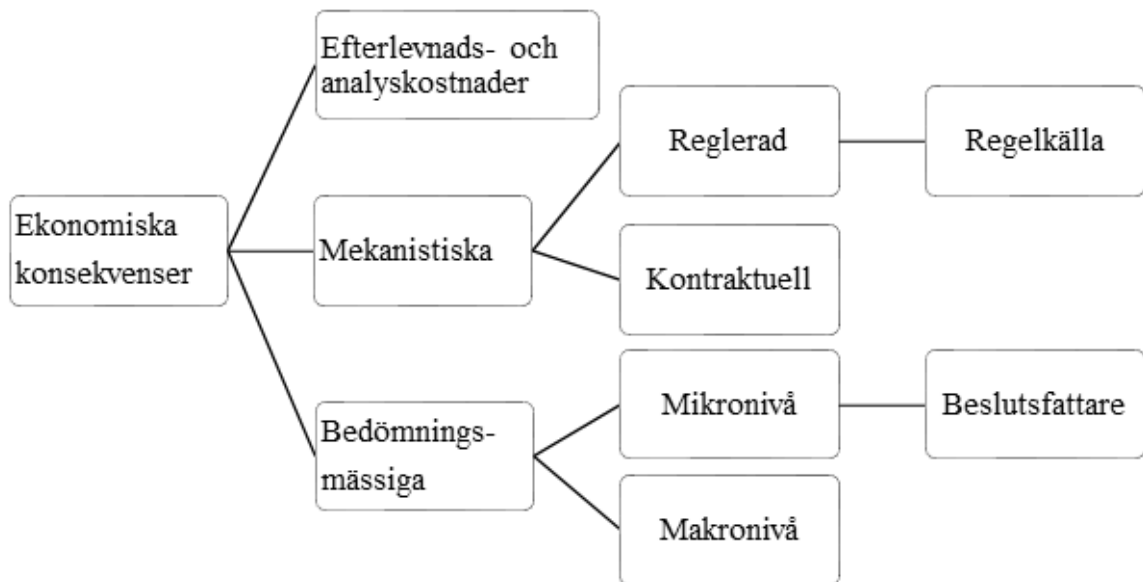 Efterlevnads- och
analyskostnader
Reglerad
Regelkälla
Ekonomiska
konsekvenser
Mekanistiska
Kontraktuell
Mikronivå
Beslutsfattare
Bedömnings-
mässiga
Makronivå